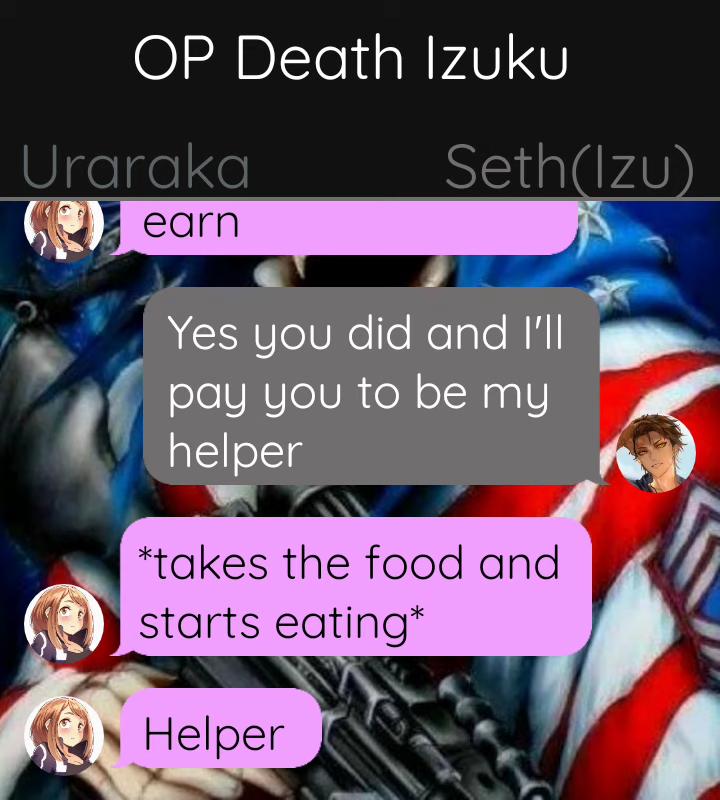 OP Death Izuku
Uraraka Seth(Izu)
earn
Yes you did and I'll
pay you to be my
helper
*takes the food and
starts eating*
Helper